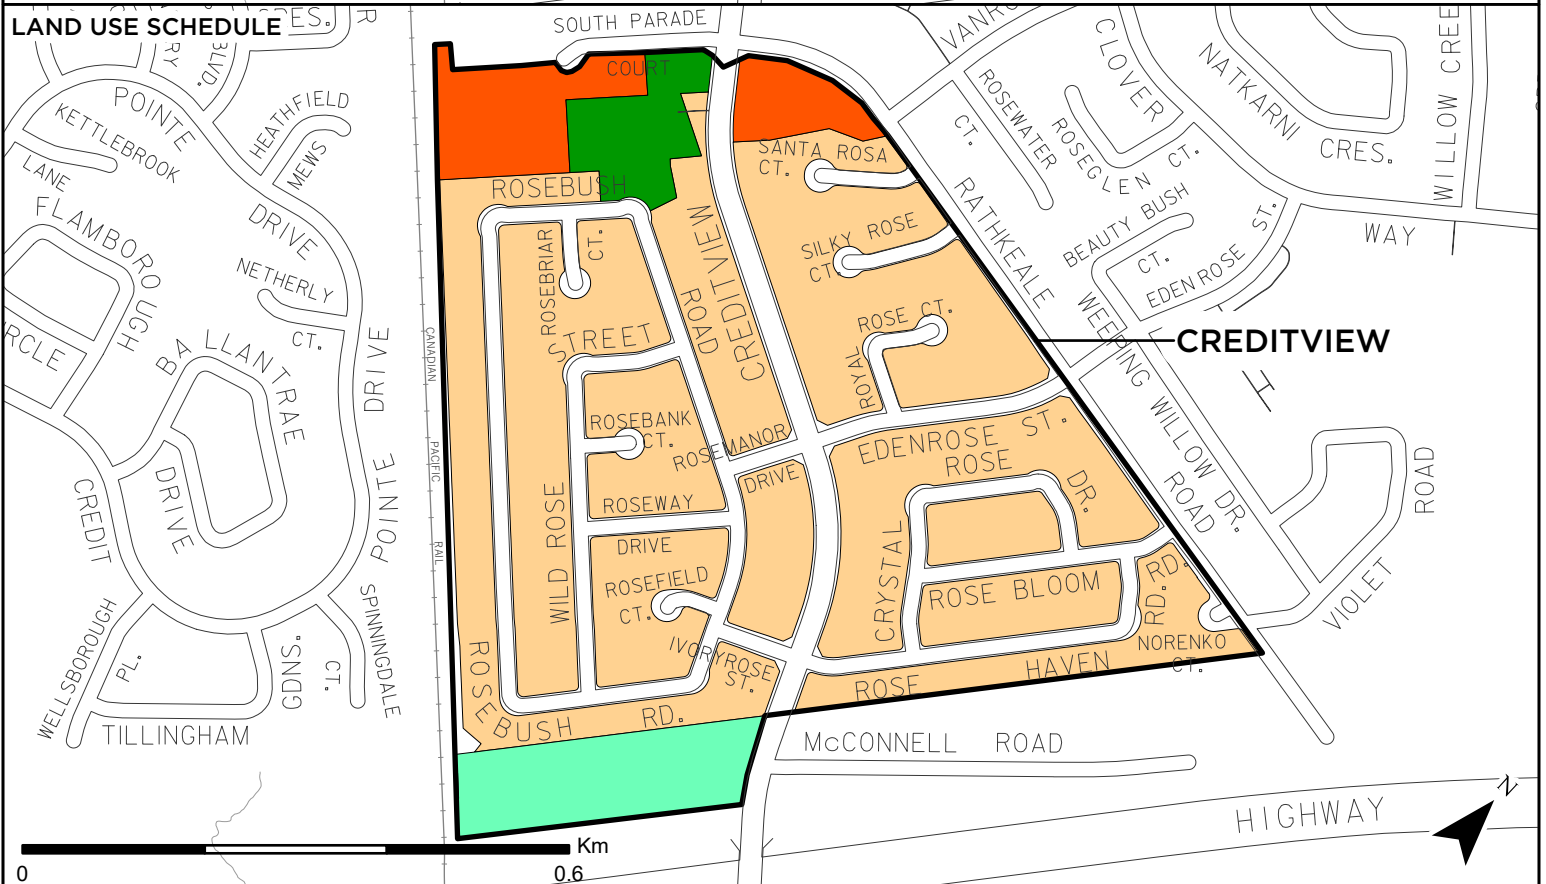 LAND USE SCHEDULE
CRES.
BLVD.
SOUTH PARADE
COURT
VANRO
CLOVER
NATKARNI
CRES.
WILLOW CREE
POINTE
DRIVE
KETTLEBROOK
LANE
HEATHFIELD
MEWS
FLAMBOROUGH
IRCLE
NETHERLY
CT.
BALLANTRAE
DRIVE
POINTE DRIVE
CREDIT
CANADIAN
PACIFIC
RAIL
ROSEWATER
CT.
ROSEGLEN
CT.
BEAUTY BUSH
CT.
EDENROSE ST.
WAY
RATHKEALE
ROAD
WEEPING WILLOW DR.
SANTA ROSA
CT.
SILKY ROSE
CT.
ROYAL
ROSE CT.
ROSEBUSH
ROSEBRIAR
CT.
STREET
CREDITVIEW
ROAD
CREDITVIEW
ROSEBANK
CT.
ROSEMANOR
DRIVE
EDENROSE ST.
ROSE
DR.
CRYSTAL
WILD ROSE
ROSEWAY
DRIVE
ROSEFIELD
CT.
IVORYROSE
ST.
ROSE BLOOM
RD.
RD.
NORENKO
CT.
ROSE HAVEN
ROSEBUSH RD.
ROAD
VIOLET
WELLSBOROUGH
PL.
TILLINGHAM
GDNS.
SPINNINGDALE
CT.
McCONNELL ROAD
HIGHWAY
N
Km
0
0.6